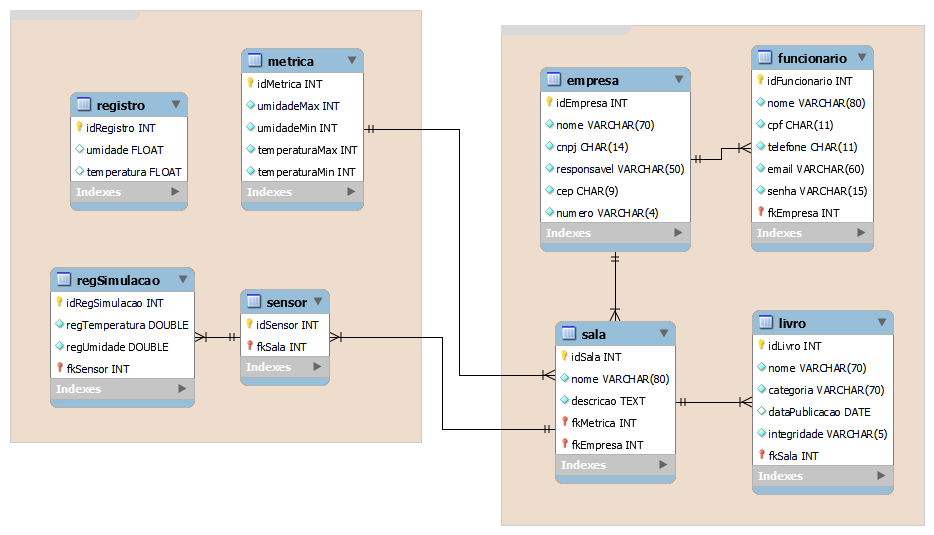 metrica
idMetrica INT
umidadeMax INT
umidadeMin INT
temperaturaMax INT
temperaturaMin INT
Indexes
registro
idRegistro INT
umidade FLOAT
temperatura FLOAT
Indexes
regSimulacao
idRegSimulacao INT
regTemperatura DOUBLE
regUmidade DOUBLE
fkSensor INT
Indexes
sensor
idSensor INT
fkSala INT
Indexes
empresa
idEmpresa INT
nome VARCHAR(70)
cnpj CHAR(14)
responsavel VARCHAR(50)
cep CHAR(9)
numero VARCHAR(4)
Indexes
funcionario
idFuncionario INT
nome VARCHAR(80)
cpf CHAR(11)
telefone CHAR(11)
email VARCHAR(60)
senha VARCHAR(15)
fkEmpresa INT
Indexes
sala
idSala INT
nome VARCHAR(80)
descricao TEXT
fkMetrica INT
fkEmpresa INT
Indexes
livro
idLivro INT
nome VARCHAR(70)
categoria VARCHAR(70)
dataPublicacao DATE
integridade VARCHAR(5)
fkSala INT
Indexes